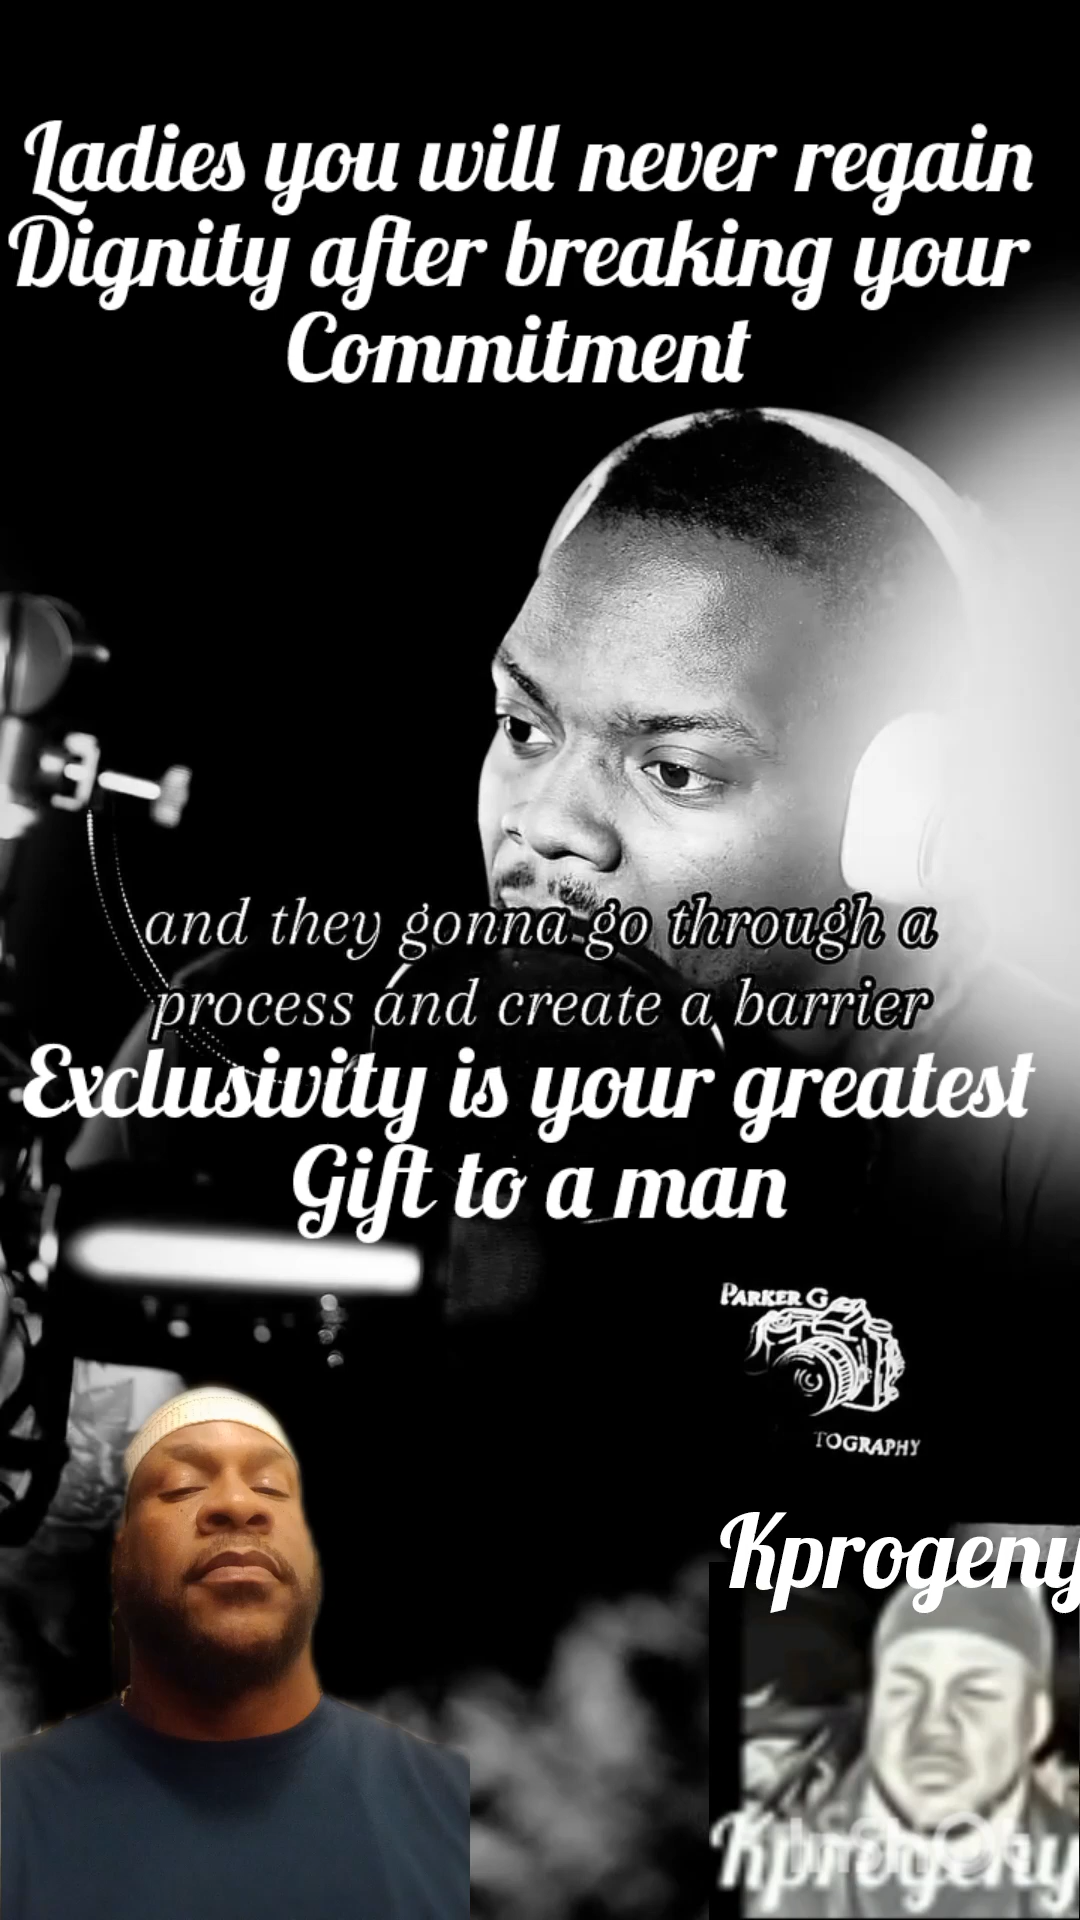 Ladies you will never regain
Dignity after breaking your
Commitment
and they gonna go through a
process and create a barrier
Exclusivity is your greatest
Gift to a man
PARKER G
TOGRAPHY
Kprogeny
Kprogeny